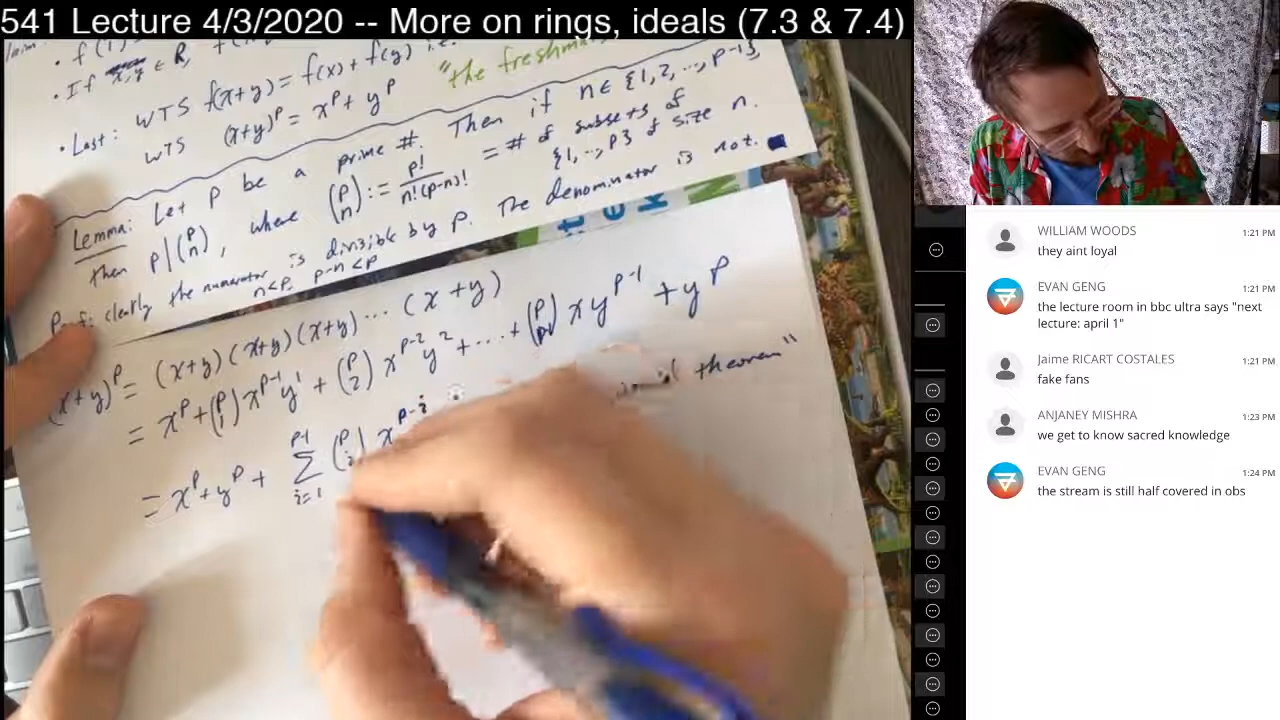 541 Lecture 4/3/2020 -- More on rings, ideals (7.3 & 7.4)
• If x,y ∈ R,
• Last: WTS f(x+y) = f(x) + f(y) i.e.
"the freshma
WTS (x+y)^p = x^p + y^p
Lemma: Let p be a prime #. Then if n ∈ {1, 2, ..., p-1},
then p | (p n), where (p n) := p!/n!(p-n)! = # of subsets of {1, .., p} of size n.
Proof: clearly the numerator is divisible by p. The denominator is not. ■
n<p, p-n<p
(x+y)^p = (x+y)(x+y)(x+y) ... (x+y)
= x^p + (p 1) x^{p-1} y^1 + (p 2) x^{p-2} y^2 + ... + (p ) x y^{p-1} + y^p
theorem"
= x^p + y^p + Σ_{i=1}^{p-1} (p i) x^{p-i}
WILLIAM WOODS 1:21 PM
they aint loyal
EVAN GENG 1:21 PM
the lecture room in bbc ultra says "next
lecture: april 1"
Jaime RICART COSTALES 1:21 PM
fake fans
ANJANEY MISHRA 1:23 PM
we get to know sacred knowledge
EVAN GENG 1:24 PM
the stream is still half covered in obs